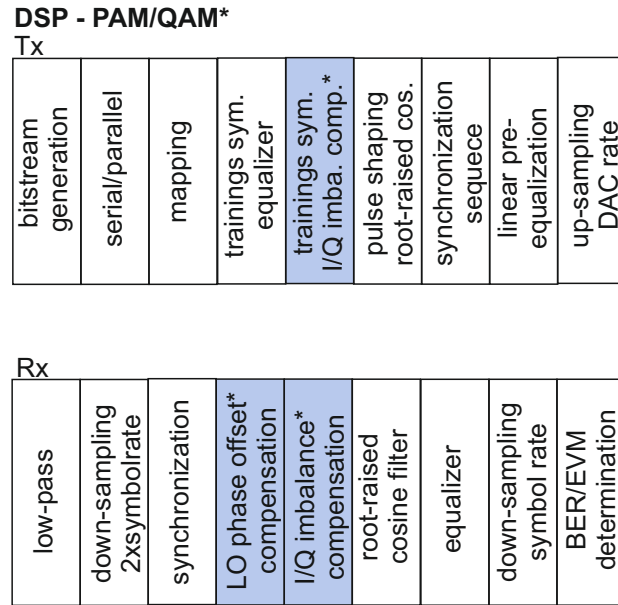 DSP - PAM/QAM*
Tx
bitstream
generation
serial/parallel
mapping
trainings sym.
equalizer
trainings sym.
I/Q imba. comp.*
pulse shaping
root-raised cos.
synchronization
sequece
linear pre-
equalization
up-sampling
DAC rate
Rx
low-pass
down-sampling
2xsymbolrate
synchronization
LO phase offset*
compensation
I/Q imbalance*
compensation
root-raised
cosine filter
equalizer
down-sampling
symbol rate
BER/EVM
determination